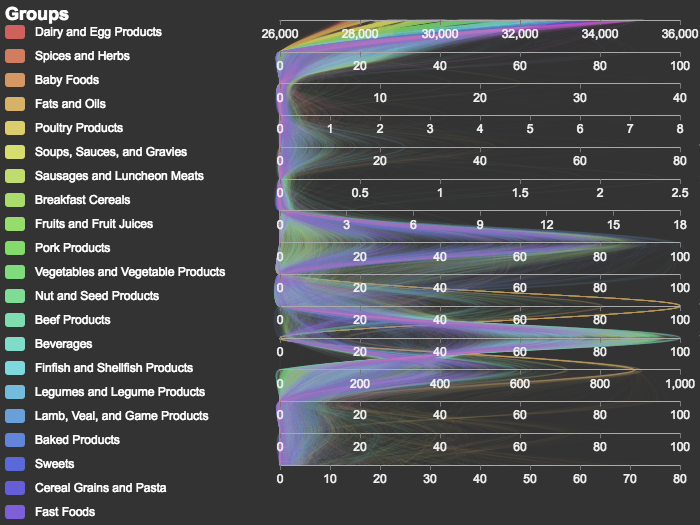 Groups
Dairy and Egg Products
Spices and Herbs
Baby Foods
Fats and Oils
Poultry Products
Soups, Sauces, and Gravies
Sausages and Luncheon Meats
Breakfast Cereals
Fruits and Fruit Juices
Pork Products
Vegetables and Vegetable Products
Nut and Seed Products
Beef Products
Beverages
Finfish and Shellfish Products
Legumes and Legume Products
Lamb, Veal, and Game Products
Baked Products
Sweets
Cereal Grains and Pasta
Fast Foods
26,000 28,000 30,000 32,000 34,000 36,000
0 20 40 60 80 100
0 10 20 30 40
0 1 2 3 4 5 6 7 8
0 20 40 60 80
0 0.5 1 1.5 2 2.5
0 3 6 9 12 15 18
0 20 40 60 80 100
0 20 40 60 80 100
0 20 40 60 80 100
0 20 40 60 80 100
0 200 400 600 800 1,000
0 20 40 60 80 100
0 20 40 60 80 100
0 10 20 30 40 50 60 70 80